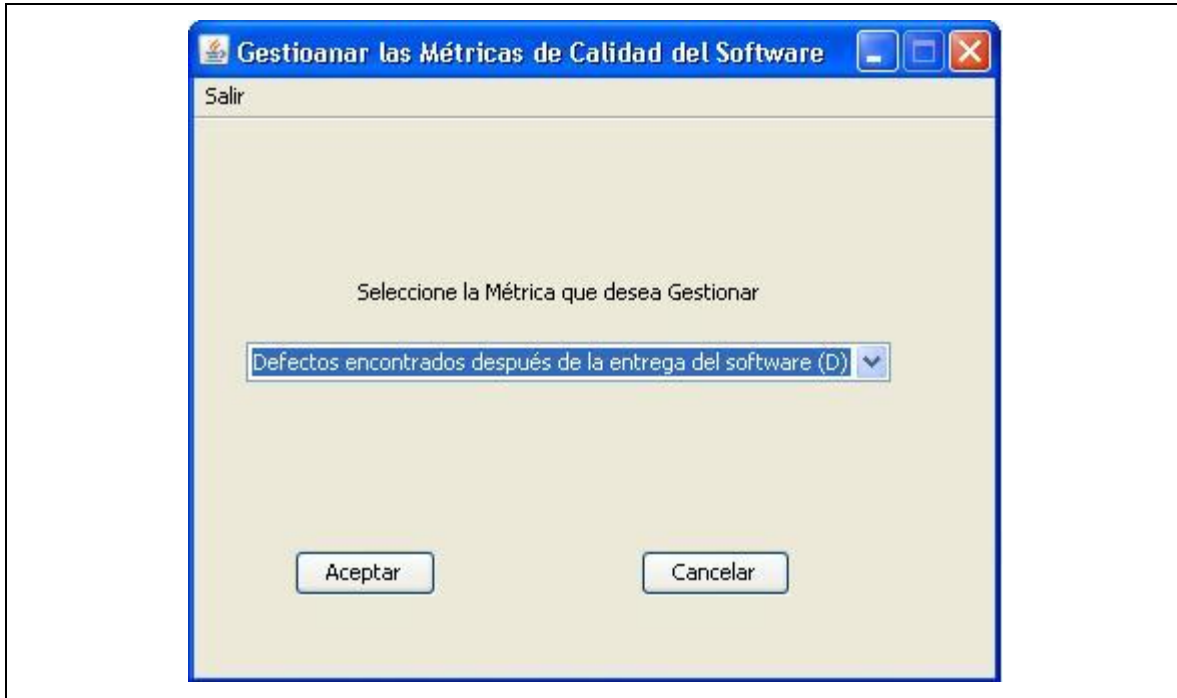 Gestioanar las Métricas de Calidad del Software
Salir
Seleccione la Métrica que desea Gestionar
Defectos encontrados después de la entrega del software (D)
Aceptar
Cancelar